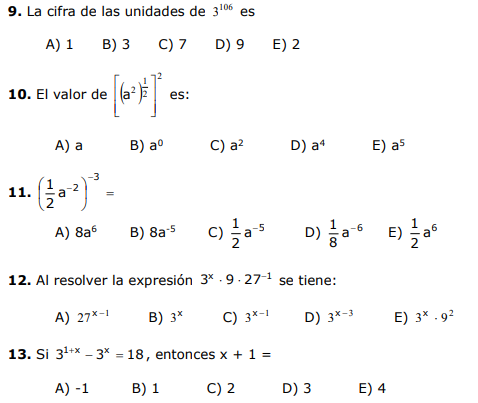 9. La cifra de las unidades de 3¹⁰⁶ es
A) 1 B) 3 C) 7 D) 9 E) 2
10. El valor de [(a²)^(1/2)]² es:
A) a B) a⁰ C) a² D) a⁴ E) a⁵
11. (1/2 a⁻²)⁻³ =
A) 8a⁶ B) 8a⁻⁵ C) 1/2 a⁻⁵ D) 1/8 a⁻⁶ E) 1/2 a⁶
12. Al resolver la expresión 3ˣ · 9 · 27⁻¹ se tiene:
A) 27ˣ⁻¹ B) 3ˣ C) 3ˣ⁻¹ D) 3ˣ⁻³ E) 3ˣ · 9²
13. Si 3¹⁺ˣ − 3ˣ = 18, entonces x + 1 =
A) -1 B) 1 C) 2 D) 3 E) 4